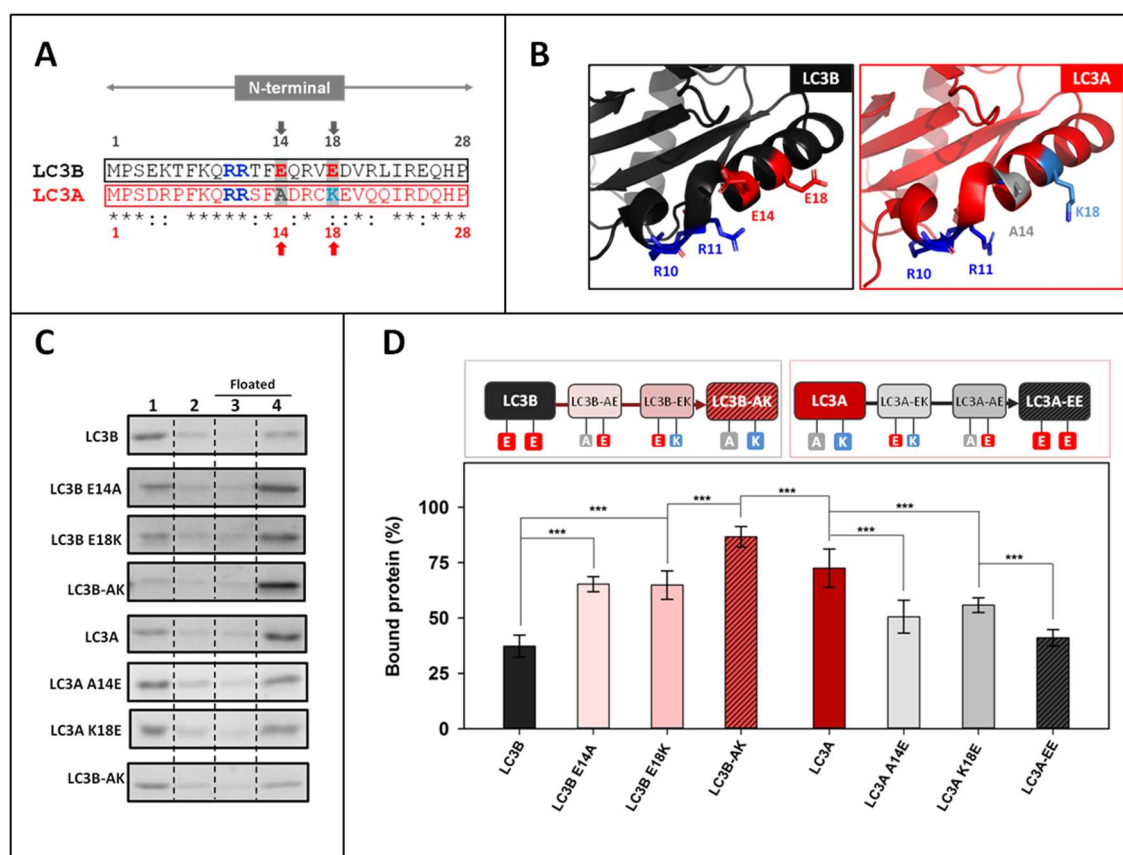 A
N-terminal
1 14 18 28
LC3B MPSEKTFKQRRTFEQRVEDVRLIREQHP
LC3A MPSDRPFKQRRSFADRCKEVQQIRDQHP
1 14 18 28
B
LC3B
E14
E18
R11
R10
LC3A
K18
A14
R10
R11
C
Floated
1 2 3 4
LC3B
LC3B E14A
LC3B E18K
LC3B-AK
LC3A
LC3A A14E
LC3A K18E
LC3B-AK
D
LC3B LC3B-AE LC3B-EK LC3B-AK
E E A E E K A K
LC3A LC3A-EK LC3A-AE LC3A-EE
A K E K A E E E
Bound protein (%)
100
75
50
25
0
*** *** *** *** *** *** ***
LC3B
LC3B E14A
LC3B E18K
LC3B-AK
LC3A
LC3A A14E
LC3A K18E
LC3A-EE